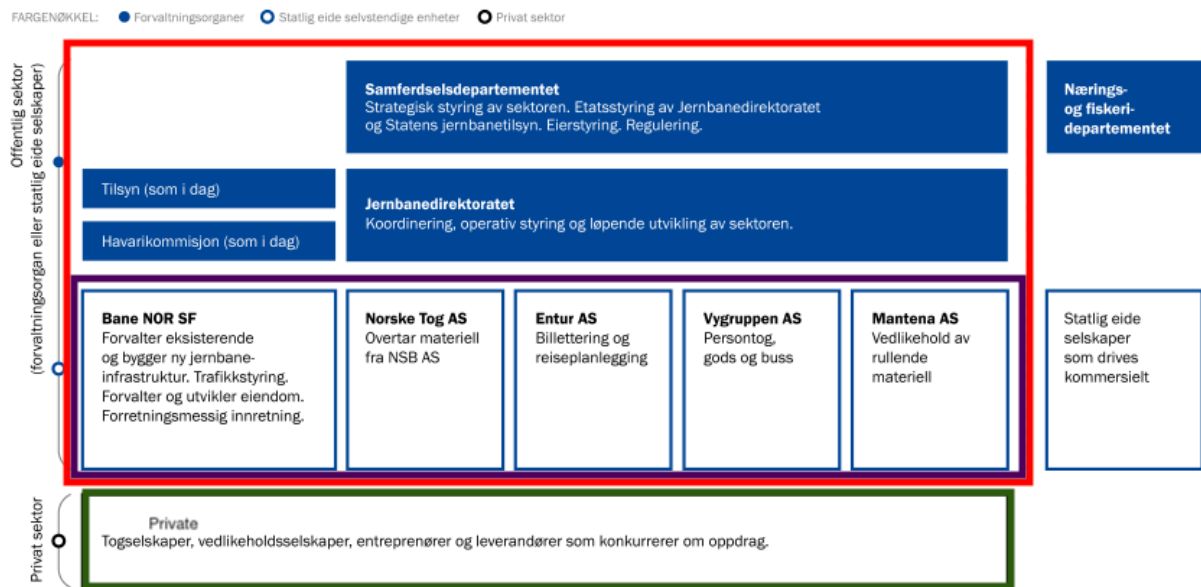 FARGENØKKEL: Forvaltningsorganer Statlig eide selvstendige enheter Privat sektor
Offentlig sektor
(forvaltningsorgan eller statlig eide selskaper)
Samferdselsdepartementet
Strategisk styring av sektoren. Etatsstyring av Jernbanedirektoratet
og Statens jernbanetilsyn. Eierstyring. Regulering.
Nærings-
og fiskeri-
departementet
Tilsyn (som i dag)
Havarikommisjon (som i dag)
Jernbanedirektoratet
Koordinering, operativ styring og løpende utvikling av sektoren.
Bane NOR SF
Forvalter eksisterende
og bygger ny jernbane-
infrastruktur. Trafikkstyring.
Forvalter og utvikler eiendom.
Forretningsmessig innretning.
Norske Tog AS
Overtar materiell
fra NSB AS
Entur AS
Billettering og
reiseplanlegging
Vygruppen AS
Persontog,
gods og buss
Mantena AS
Vedlikehold av
rullende
materiell
Statlig eide
selskaper
som drives
kommersielt
Privat sektor
Private
Togselskaper, vedlikeholdsselskaper, entreprenører og leverandører som konkurrerer om oppdrag.